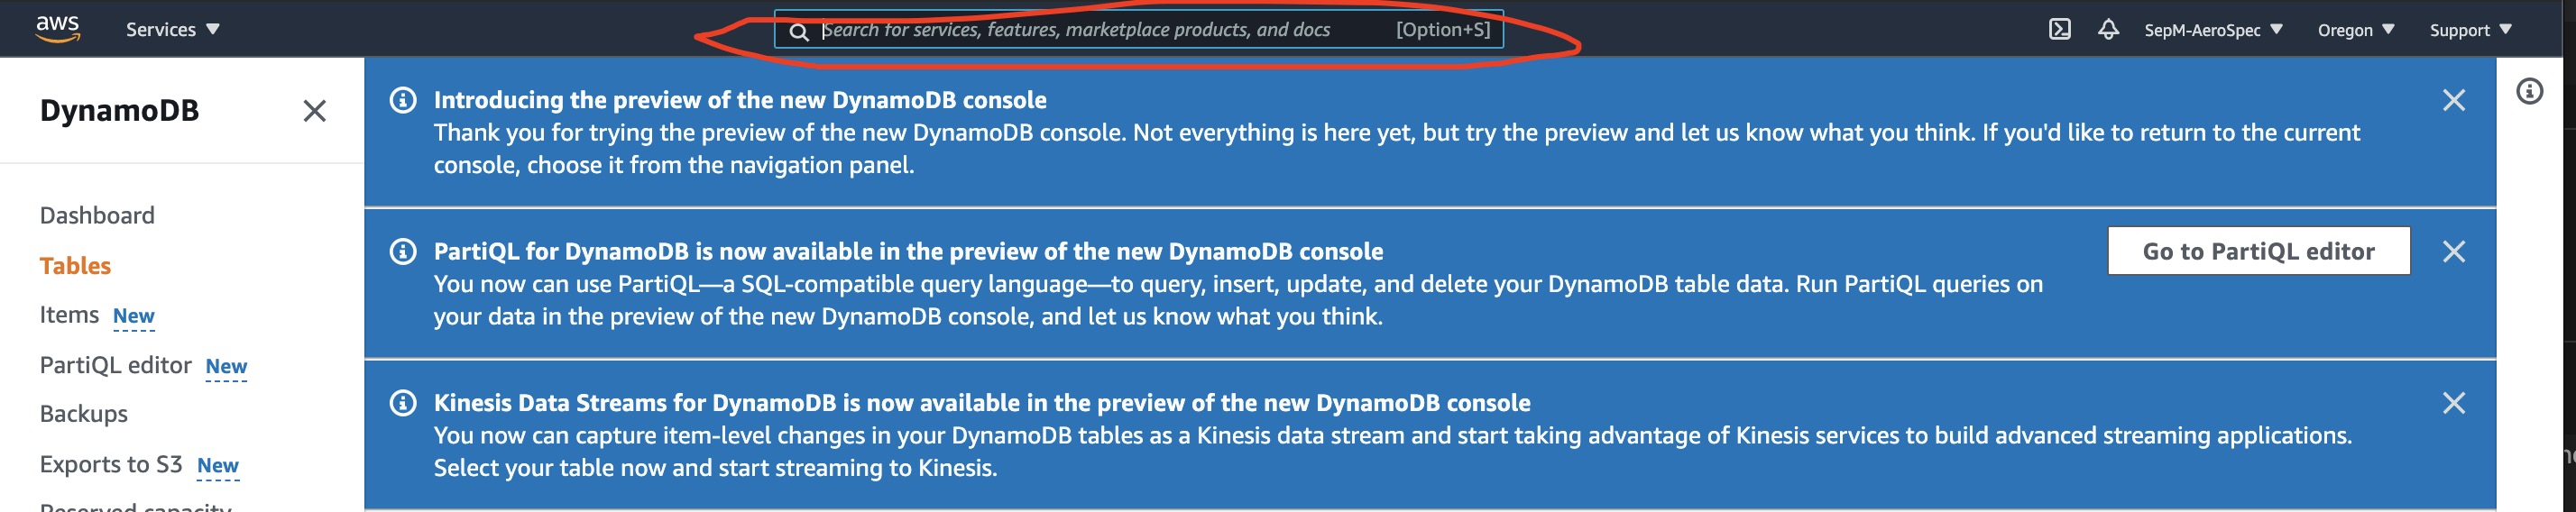 aws
Services
Search for services, features, marketplace products, and docs [Option+S]
SepM-AeroSpec
Oregon
Support
DynamoDB
Dashboard
Tables
Items New
PartiQL editor New
Backups
Exports to S3 New
Reserved capacity
Introducing the preview of the new DynamoDB console
Thank you for trying the preview of the new DynamoDB console. Not everything is here yet, but try the preview and let us know what you think. If you'd like to return to the current
console, choose it from the navigation panel.
PartiQL for DynamoDB is now available in the preview of the new DynamoDB console
You now can use PartiQL—a SQL-compatible query language—to query, insert, update, and delete your DynamoDB table data. Run PartiQL queries on
your data in the preview of the new DynamoDB console, and let us know what you think.
Go to PartiQL editor
Kinesis Data Streams for DynamoDB is now available in the preview of the new DynamoDB console
You now can capture item-level changes in your DynamoDB tables as a Kinesis data stream and start taking advantage of Kinesis services to build advanced streaming applications.
Select your table now and start streaming to Kinesis.